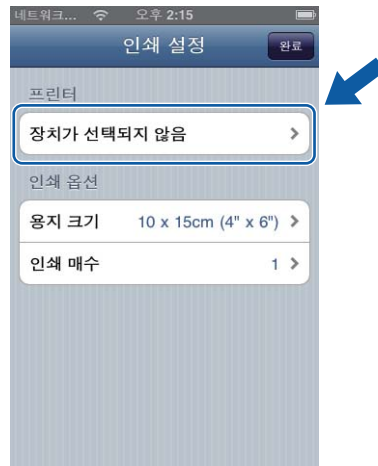 네트워크... 오후 2:15
인쇄 설정 완료
프린터
장치가 선택되지 않음
인쇄 옵션
용지 크기 10 x 15cm (4" x 6")
인쇄 매수 1